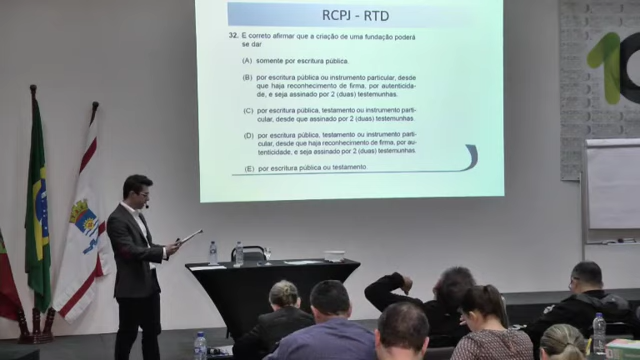 RCPJ - RTD
32. É correto afirmar que a criação de uma fundação poderá
se dar
(A) somente por escritura pública.
(B) por escritura pública ou instrumento particular, desde
que haja reconhecimento de firma, por autenticida-
de, e seja assinado por 2 (duas) testemunhas.
(C) por escritura pública, testamento ou instrumento parti-
cular, desde que assinado por 2 (duas) testemunhas.
(D) por escritura pública, testamento ou instrumento parti-
cular, desde que haja reconhecimento de firma, por au-
tenticidade, e seja assinado por 2 (duas) testemunhas.
(E) por escritura pública ou testamento.